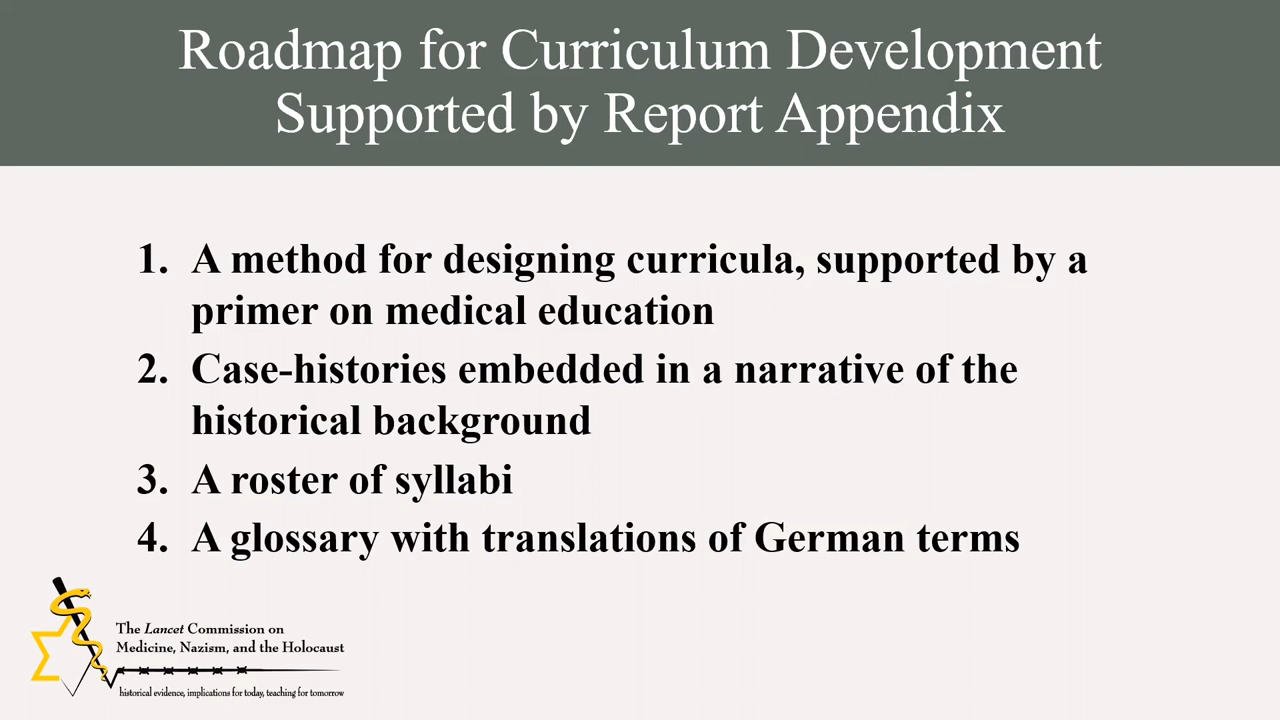 Roadmap for Curriculum Development
Supported by Report Appendix
1. A method for designing curricula, supported by a
primer on medical education
2. Case-histories embedded in a narrative of the
historical background
3. A roster of syllabi
4. A glossary with translations of German terms
The Lancet Commission on
Medicine, Nazism, and the Holocaust
historical evidence, implications for today, teaching for tomorrow